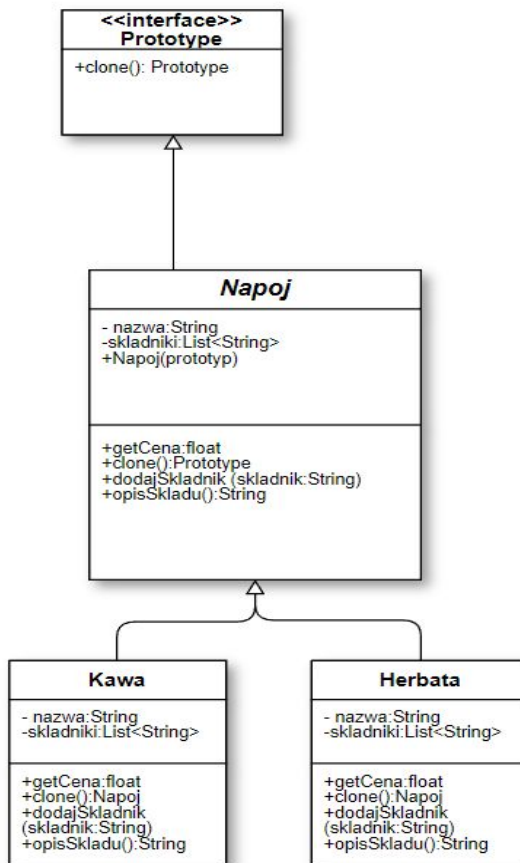 <<interface>>
Prototype
+clone(): Prototype
Napoj
- nazwa:String
-skladniki:List<String>
+Napoj(prototyp)
+getCena:float
+clone():Prototype
+dodajSkladnik (skladnik:String)
+opisSkladu():String
Kawa
- nazwa:String
-skladniki:List<String>
+getCena:float
+clone():Napoj
+dodajSkladnik
(skladnik:String)
+opisSkladu():String
Herbata
- nazwa:String
-skladniki:List<String>
+getCena:float
+clone():Napoj
+dodajSkladnik
(skladnik:String)
+opisSkladu():String